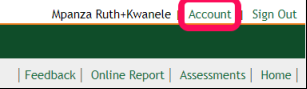 Mpanza Ruth+Kwanele | Account | Sign Out
| Feedback | Online Report | Assessments | Home |